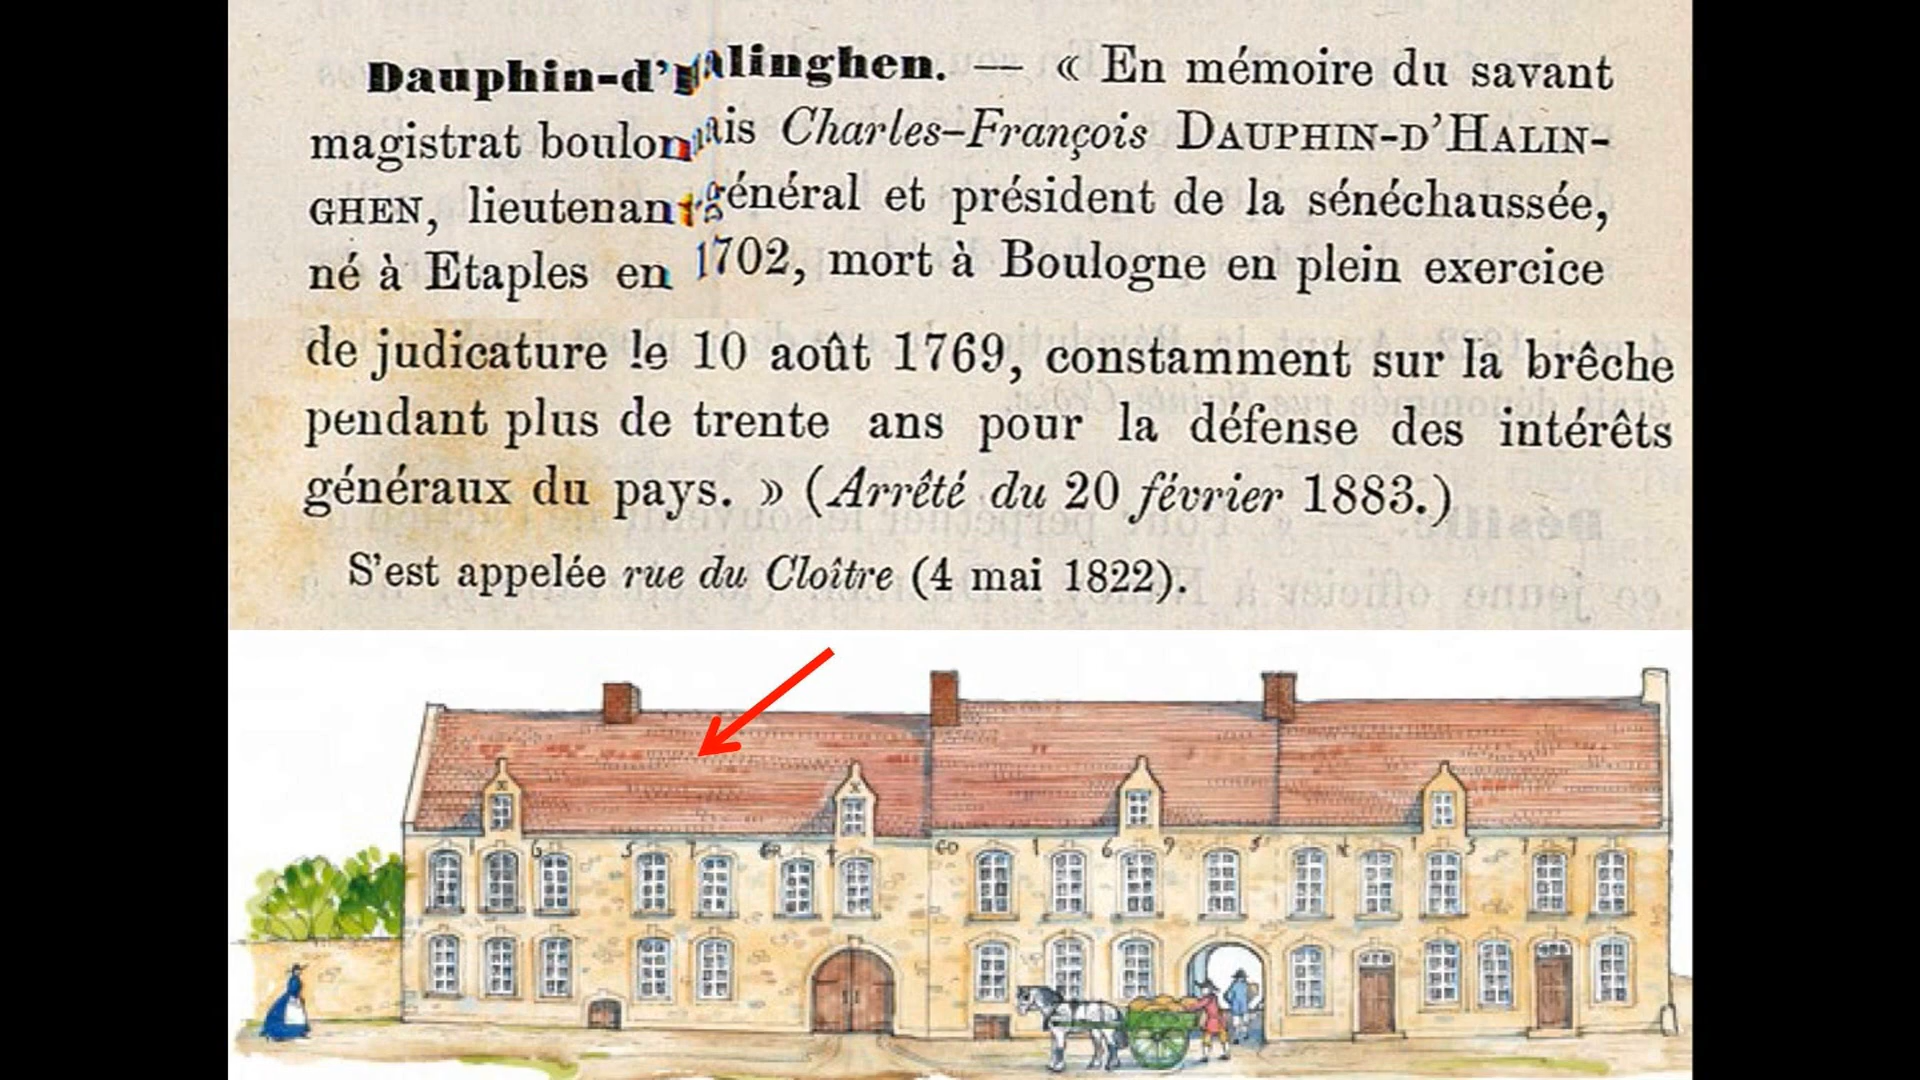 Dauphin-d'Halinghen. — « En mémoire du savant
magistrat boulonnais Charles-François DAUPHIN-D'HALIN-
GHEN, lieutenant général et président de la sénéchaussée,
né à Etaples en 1702, mort à Boulogne en plein exercice
de judicature le 10 août 1769, constamment sur la brêche
pendant plus de trente ans pour la défense des intérêts
généraux du pays. » (Arrêté du 20 février 1883.)
S'est appelée rue du Cloître (4 mai 1822).